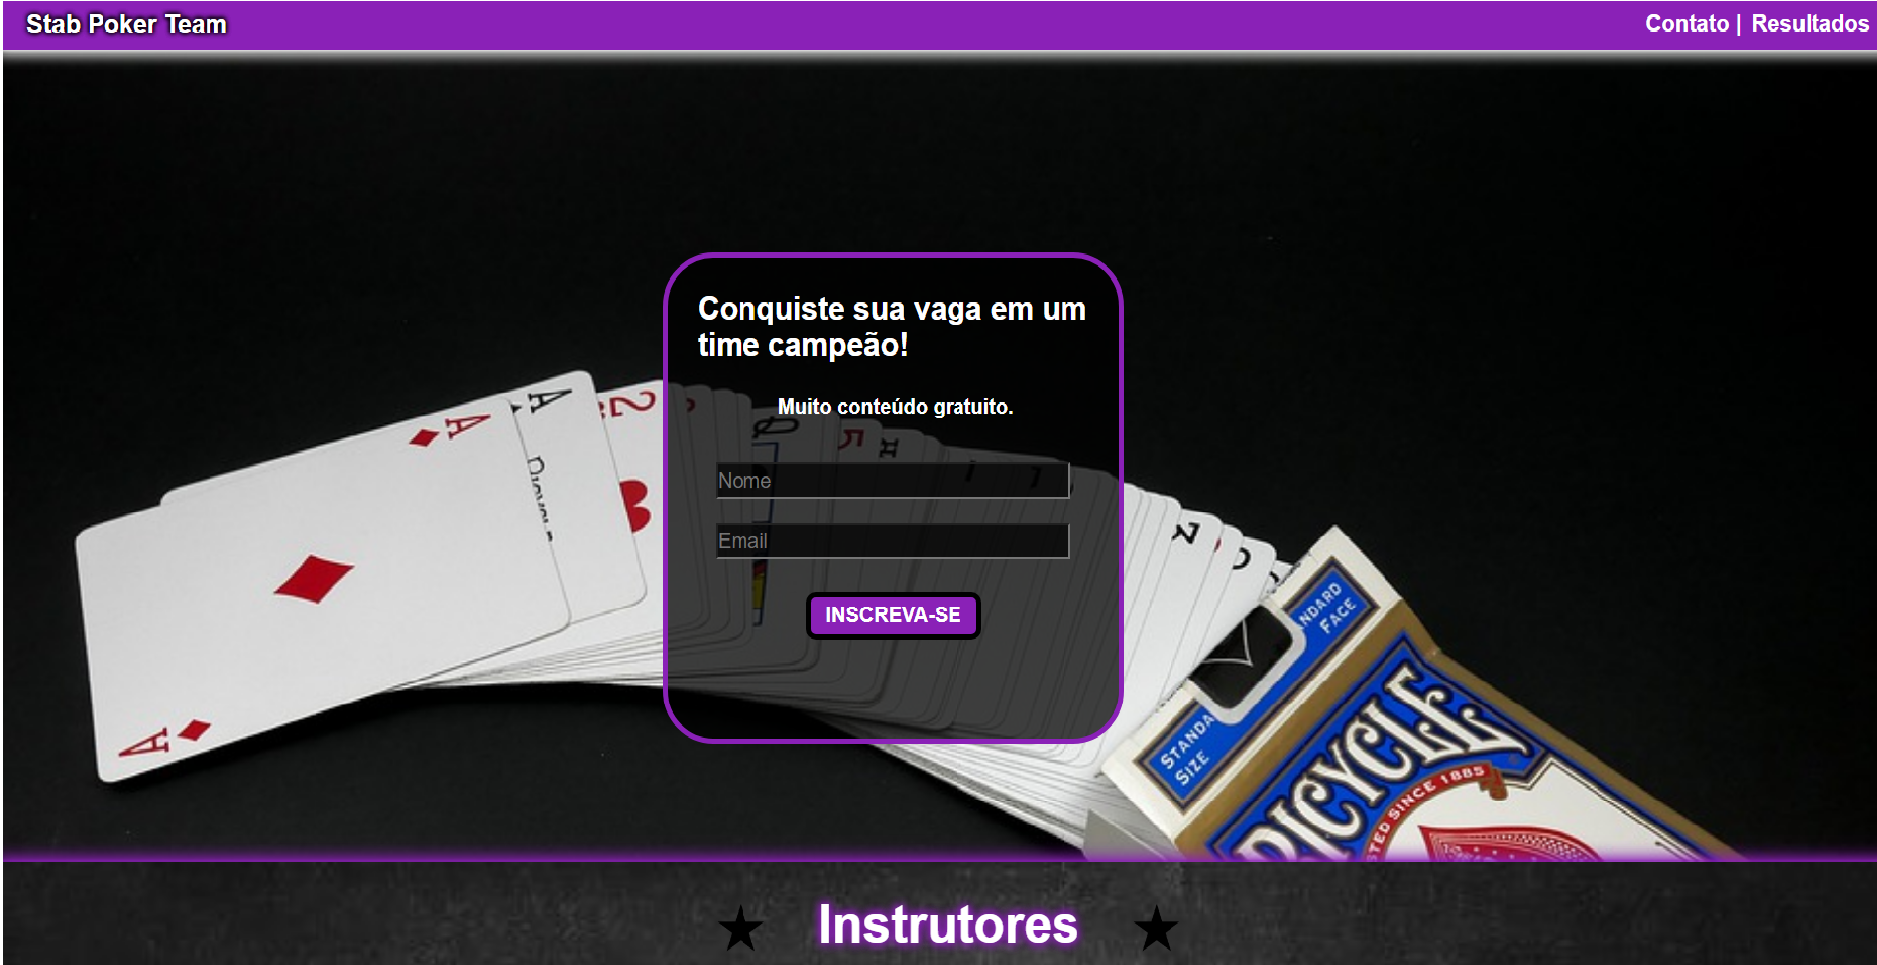 Stab Poker Team
Contato | Resultados
Conquiste sua vaga em um
time campeão!
Muito conteúdo gratuito.
Nome
Email
INSCREVA-SE
A
A
2
A
STANDARD
FACE
SIZE
BICYCLE
SINCE 1885
Instrutores